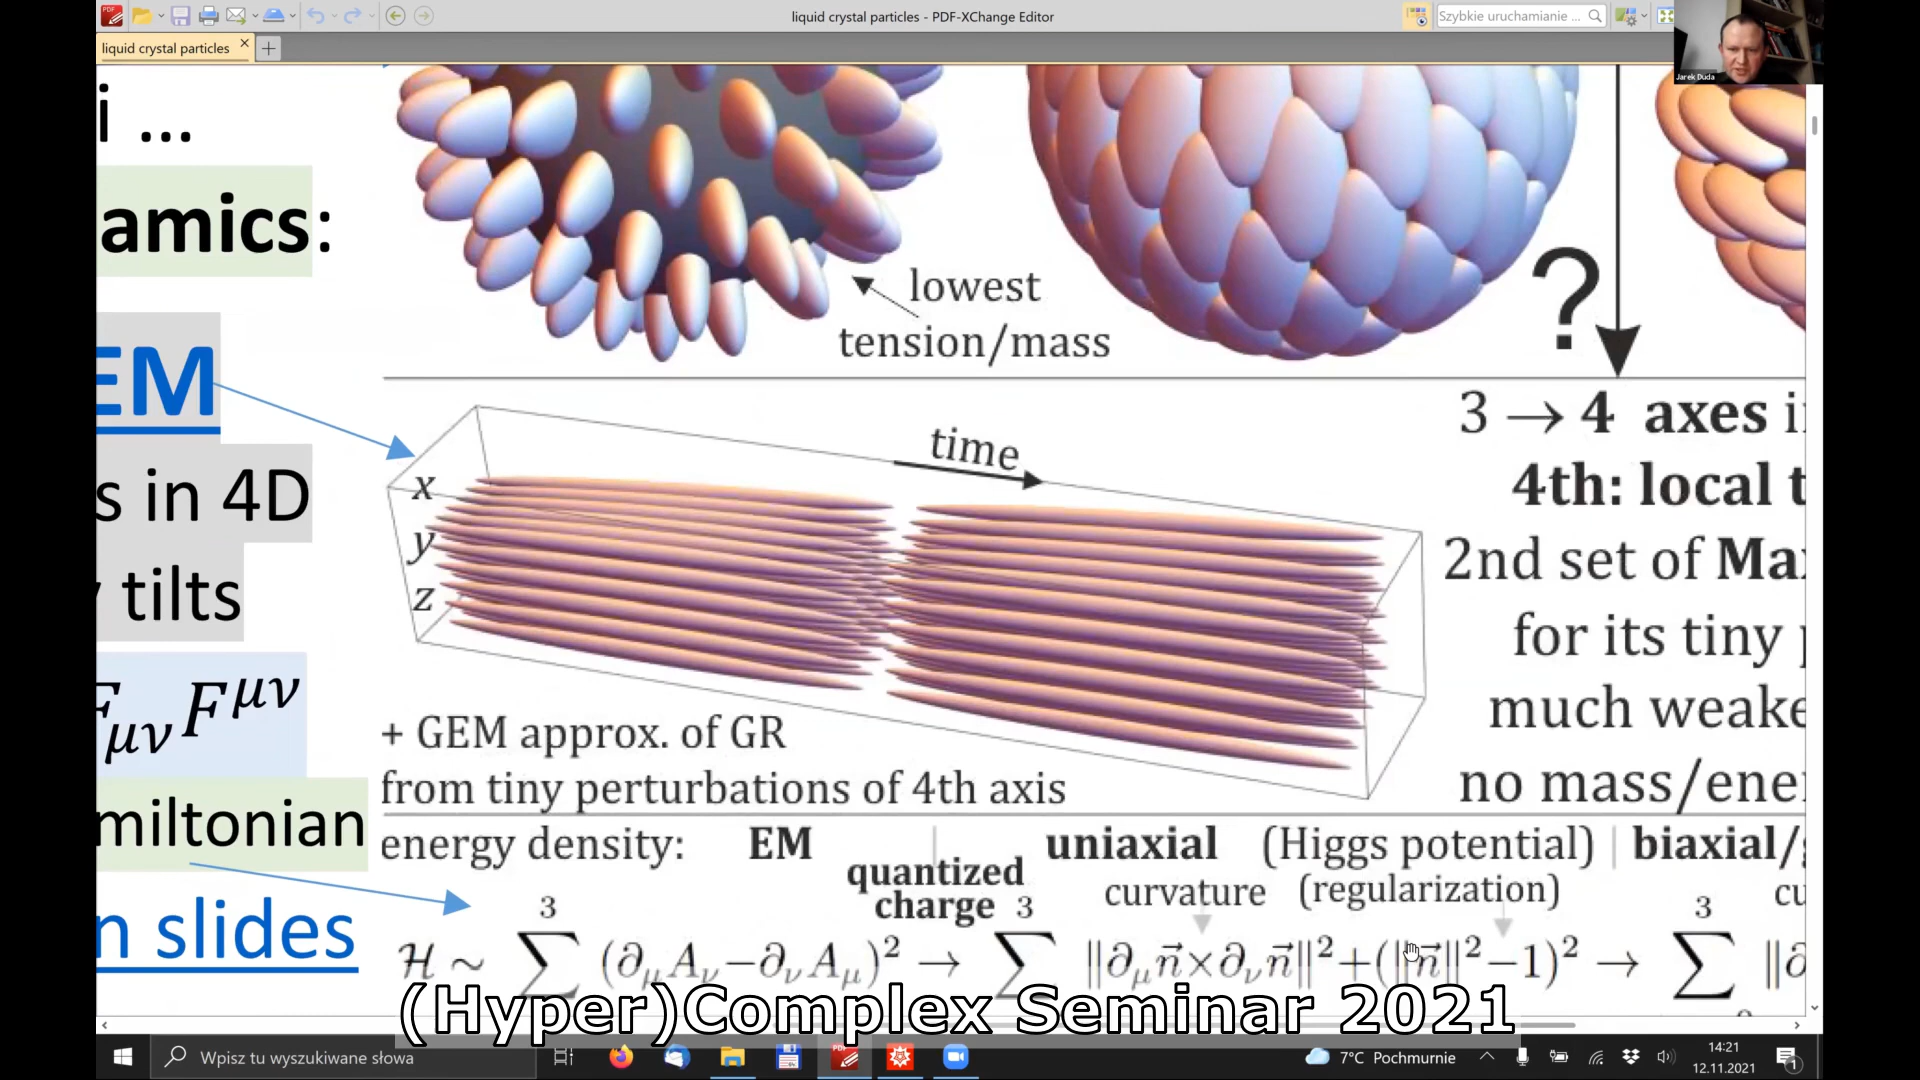 liquid crystal particles - PDF-XChange Editor
Szybkie uruchamianie ...
liquid crystal particles
Jarek Duda
i ...
amics:
EM
s in 4D
tilts
F_μν F^μν
miltonian
n slides
lowest
tension/mass
?
time
x
y
z
3 → 4 axes i
4th: local t
2nd set of Ma
for its tiny
much weake
no mass/ene
+ GEM approx. of GR
from tiny perturbations of 4th axis
energy density: EM | uniaxial (Higgs potential) | biaxial/
quantized
charge
curvature (regularization) cu
ℋ ~ ∑³ (∂_μ A_ν − ∂_ν A_μ)² → ∑³ ‖∂_μ n⃗ × ∂_ν n⃗‖² + (‖n⃗‖² − 1)² → ∑³ ‖∂
(Hyper)Complex Seminar 2021
Wpisz tu wyszukiwane słowa
7°C Pochmurnie
14:21
12.11.2021
1